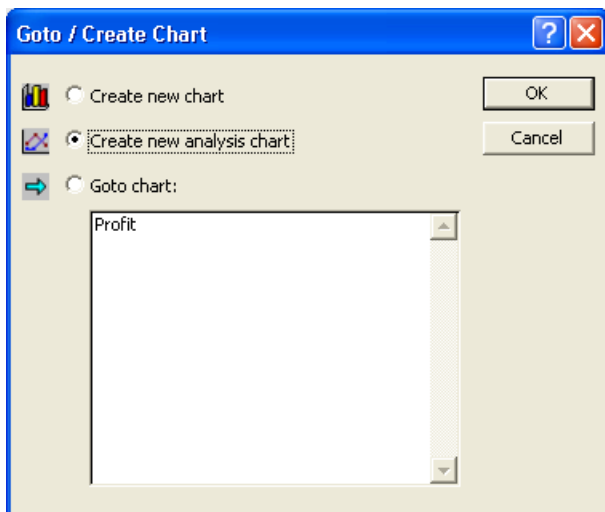 Goto / Create Chart
?
Create new chart
OK
Create new analysis chart
Cancel
Goto chart:
Profit